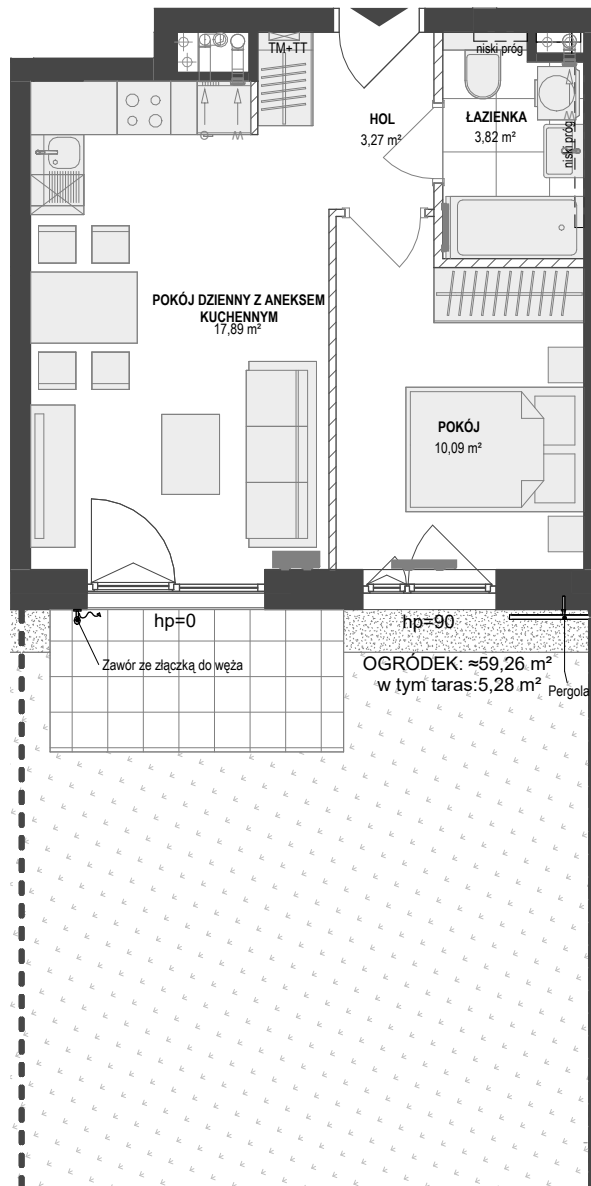 TM+TT
niski próg
HOL
3,27 m²
ŁAZIENKA
3,82 m²
niski próg
POKÓJ DZIENNY Z ANEKSEM
KUCHENNYM
17,89 m²
POKÓJ
10,09 m²
hp=0
hp=90
Zawór ze złączką do węża
OGRÓDEK: ≈59,26 m²
w tym taras:5,28 m²
Pergola